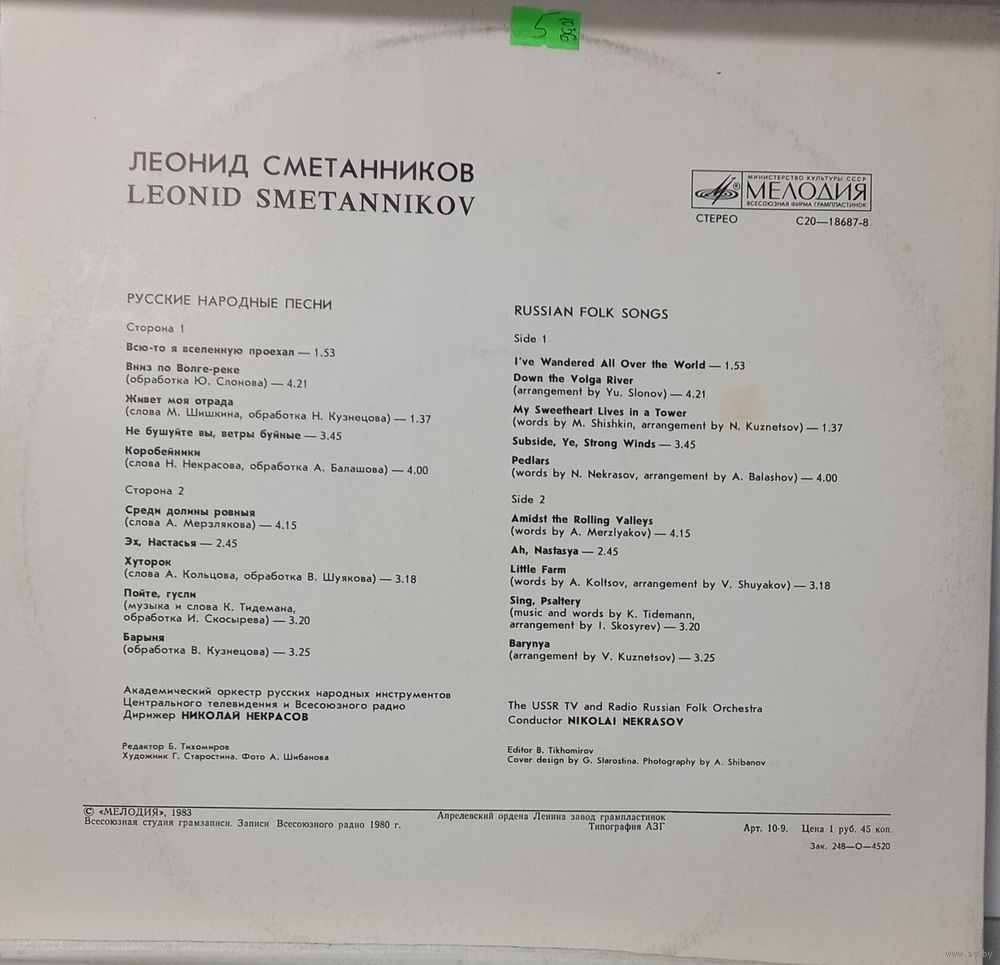 5
ЛЕОНИД СМЕТАННИКОВ
LEONID SMETANNIKOV
МИНИСТЕРСТВО КУЛЬТУРЫ СССР
МЕЛОДИЯ
ВСЕСОЮЗНАЯ ФИРМА ГРАМПЛАСТИНОК
СТЕРЕО С20—18687-8
РУССКИЕ НАРОДНЫЕ ПЕСНИ
Сторона 1
Всю-то я вселенную проехал — 1.53
Вниз по Волге-реке
(обработка Ю. Слонова) — 4.21
Живет моя отрада
(слова М. Шишкина, обработка Н. Кузнецова) — 1.37
Не бушуйте вы, ветры буйные — 3.45
Коробейники
(слова Н. Некрасова, обработка А. Балашова) — 4.00
Сторона 2
Среди долины ровныя
(слова А. Мерзлякова) — 4.15
Эх, Настасья — 2.45
Хуторок
(слова А. Кольцова, обработка В. Шуякова) — 3.18
Пойте, гусли
(музыка и слова К. Тидемана,
обработка И. Скосырева) — 3.20
Барыня
(обработка В. Кузнецова) — 3.25
Академический оркестр русских народных инструментов
Центрального телевидения и Всесоюзного радио
Дирижер НИКОЛАЙ НЕКРАСОВ
Редактор Б. Тихомиров
Художник Г. Старостина. Фото А. Шибанова
RUSSIAN FOLK SONGS
Side 1
I've Wandered All Over the World — 1.53
Down the Volga River
(arrangement by Yu. Slonov) — 4.21
My Sweetheart Lives in a Tower
(words by M. Shishkin, arrangement by N. Kuznetsov) — 1.37
Subside, Ye, Strong Winds — 3.45
Pedlars
(words by N. Nekrasov, arrangement by A. Balashov) — 4.00
Side 2
Amidst the Rolling Valleys
(words by A. Merzlyakov) — 4.15
Ah, Nastasya — 2.45
Little Farm
(words by A. Koltsov, arrangement by V. Shuyakov) — 3.18
Sing, Psaltery
(music and words by K. Tidemann,
arrangement by I. Skosyrev) — 3.20
Barynya
(arrangement by V. Kuznetsov) — 3.25
The USSR TV and Radio Russian Folk Orchestra
Conductor NIKOLAI NEKRASOV
Editor B. Tikhomirov
Cover design by G. Starostina. Photography by A. Shibanov
© «МЕЛОДИЯ», 1983
Всесоюзная студия грамзаписи. Записи Всесоюзного радио 1980 г.
Апрелевский ордена Ленина завод грампластинок
Типография АЗГ
Арт. 10-9. Цена 1 руб. 45 коп.
Зак. 248—О—4520
www.ay.by